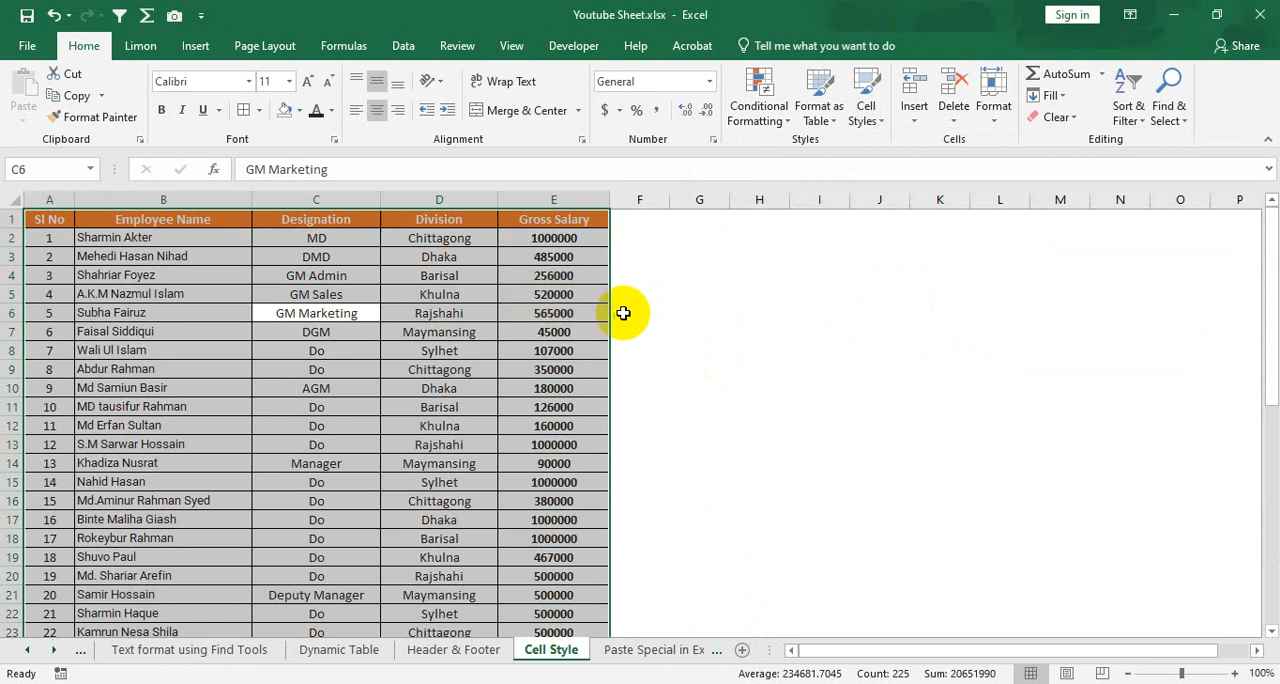 Youtube Sheet.xlsx - Excel
Sign in
File Home Limon Insert Page Layout Formulas Data Review View Developer Help Acrobat Tell me what you want to do Share
Paste
Cut
Copy
Format Painter
Clipboard
Calibri 11
B I U
Font
Wrap Text
Merge & Center
Alignment
General
$ % ,
Number
Conditional Formatting
Format as Table
Cell Styles
Styles
Insert
Delete
Format
Cells
AutoSum
Fill
Clear
Sort & Filter
Find & Select
Editing
C6 fx GM Marketing
A B C D E F G H I J K L M N O P
1 Sl No Employee Name Designation Division Gross Salary
2 1 Sharmin Akter MD Chittagong 1000000
3 2 Mehedi Hasan Nihad DMD Dhaka 485000
4 3 Shahriar Foyez GM Admin Barisal 256000
5 4 A.K.M Nazmul Islam GM Sales Khulna 520000
6 5 Subha Fairuz GM Marketing Rajshahi 565000
7 6 Faisal Siddiqui DGM Maymansing 45000
8 7 Wali Ul Islam Do Sylhet 107000
9 8 Abdur Rahman Do Chittagong 350000
10 9 Md Samiun Basir AGM Dhaka 180000
11 10 MD tausifur Rahman Do Barisal 126000
12 11 Md Erfan Sultan Do Khulna 160000
13 12 S.M Sarwar Hossain Do Rajshahi 1000000
14 13 Khadiza Nusrat Manager Maymansing 90000
15 14 Nahid Hasan Do Sylhet 1000000
16 15 Md.Aminur Rahman Syed Do Chittagong 380000
17 16 Binte Maliha Giash Do Dhaka 1000000
18 17 Rokeybur Rahman Do Barisal 1000000
19 18 Shuvo Paul Do Khulna 467000
20 19 Md. Shariar Arefin Do Rajshahi 500000
21 20 Samir Hossain Deputy Manager Maymansing 500000
22 21 Sharmin Haque Do Sylhet 500000
23 22 Kamrun Nesa Shila Do Chittagong 500000
... Text format using Find Tools Dynamic Table Header & Footer Cell Style Paste Special in Ex ...
Ready Average: 234681.7045 Count: 225 Sum: 20651990 100%